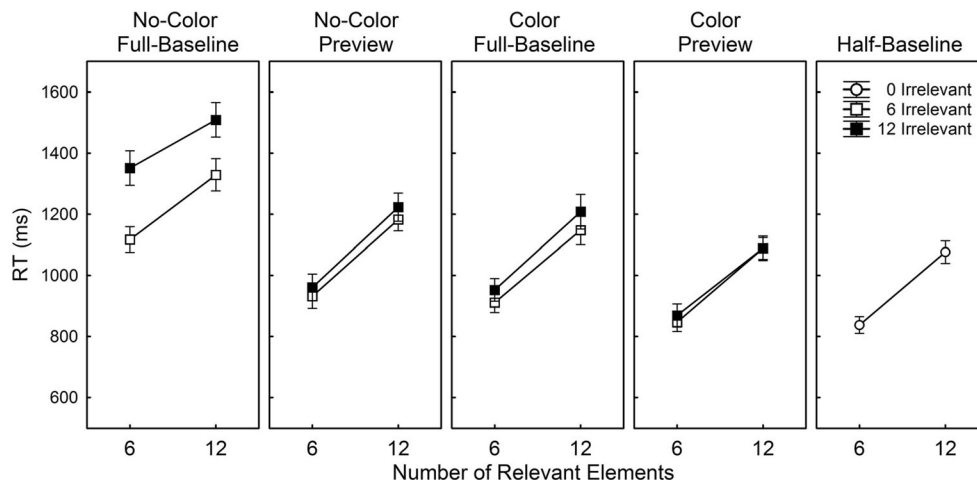 No-Color
Full-Baseline
No-Color
Preview
Color
Full-Baseline
Color
Preview
Half-Baseline
0 Irrelevant
6 Irrelevant
12 Irrelevant
RT (ms)
1600
1400
1200
1000
800
600
6 12
6 12
6 12
6 12
6 12
Number of Relevant Elements